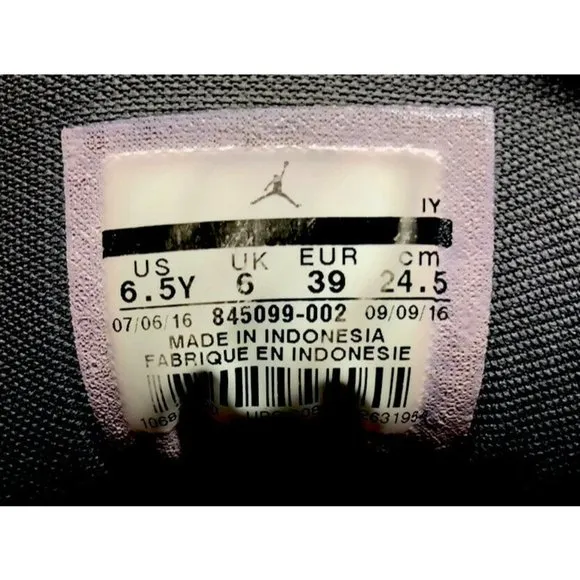 IY
US UK EUR cm
6.5Y 6 39 24.5
07/06/16 845099-002 09/09/16
MADE IN INDONESIA
FABRIQUE EN INDONESIE